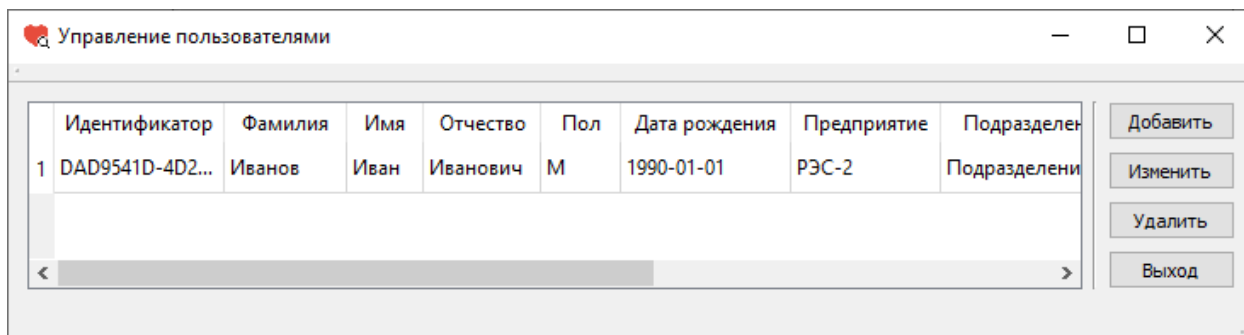 Управление пользователями
Идентификатор Фамилия Имя Отчество Пол Дата рождения Предприятие Подразделен
1 DAD9541D-4D2... Иванов Иван Иванович М 1990-01-01 РЭС-2 Подразделени
Добавить
Изменить
Удалить
Выход